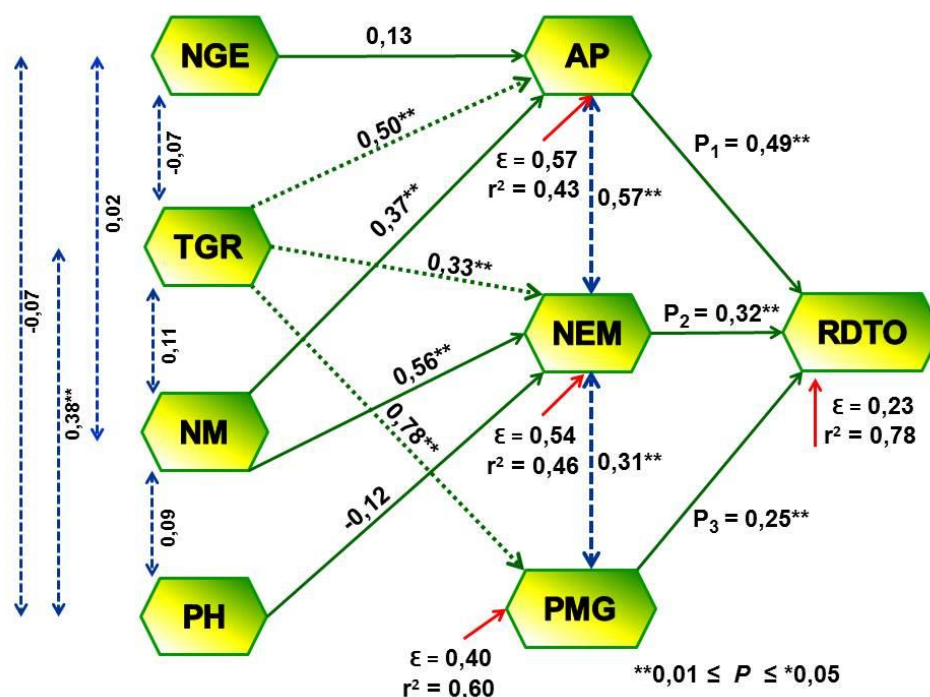 NGE
0,13
AP
-0,07
0,50**
ε = 0,57
r² = 0,43
P₁ = 0,49**
0,02
0,37**
0,57**
TGR
0,33**
-0,07
0,38**
0,11
NEM
P₂ = 0,32**
RDTO
0,56**
NM
0,78**
ε = 0,54
r² = 0,46
0,31**
ε = 0,23
r² = 0,78
0,09
-0,12
P₃ = 0,25**
PH
PMG
ε = 0,40
r² = 0,60
**0,01 ≤ P ≤ *0,05